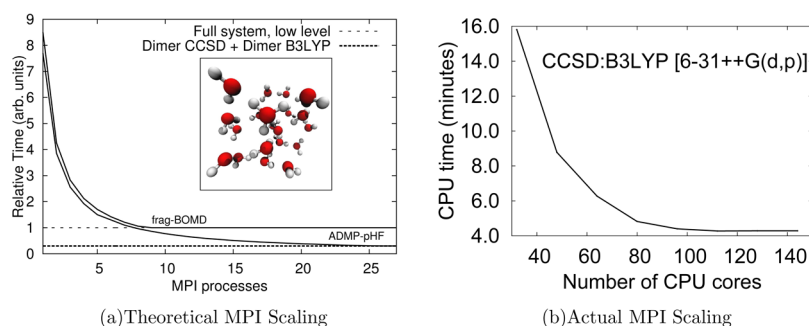 Full system, low level
Dimer CCSD + Dimer B3LYP
9
8
7
6
5
4
3
2
1
0
Relative Time (arb. units)
frag-BOMD
ADMP-pHF
5
10
15
20
25
MPI processes
(a)Theoretical MPI Scaling
16.0
14.0
12.0
10.0
8.0
6.0
4.0
CPU time (minutes)
CCSD:B3LYP [6-31++G(d,p)]
40
60
80
100
120
140
Number of CPU cores
(b)Actual MPI Scaling